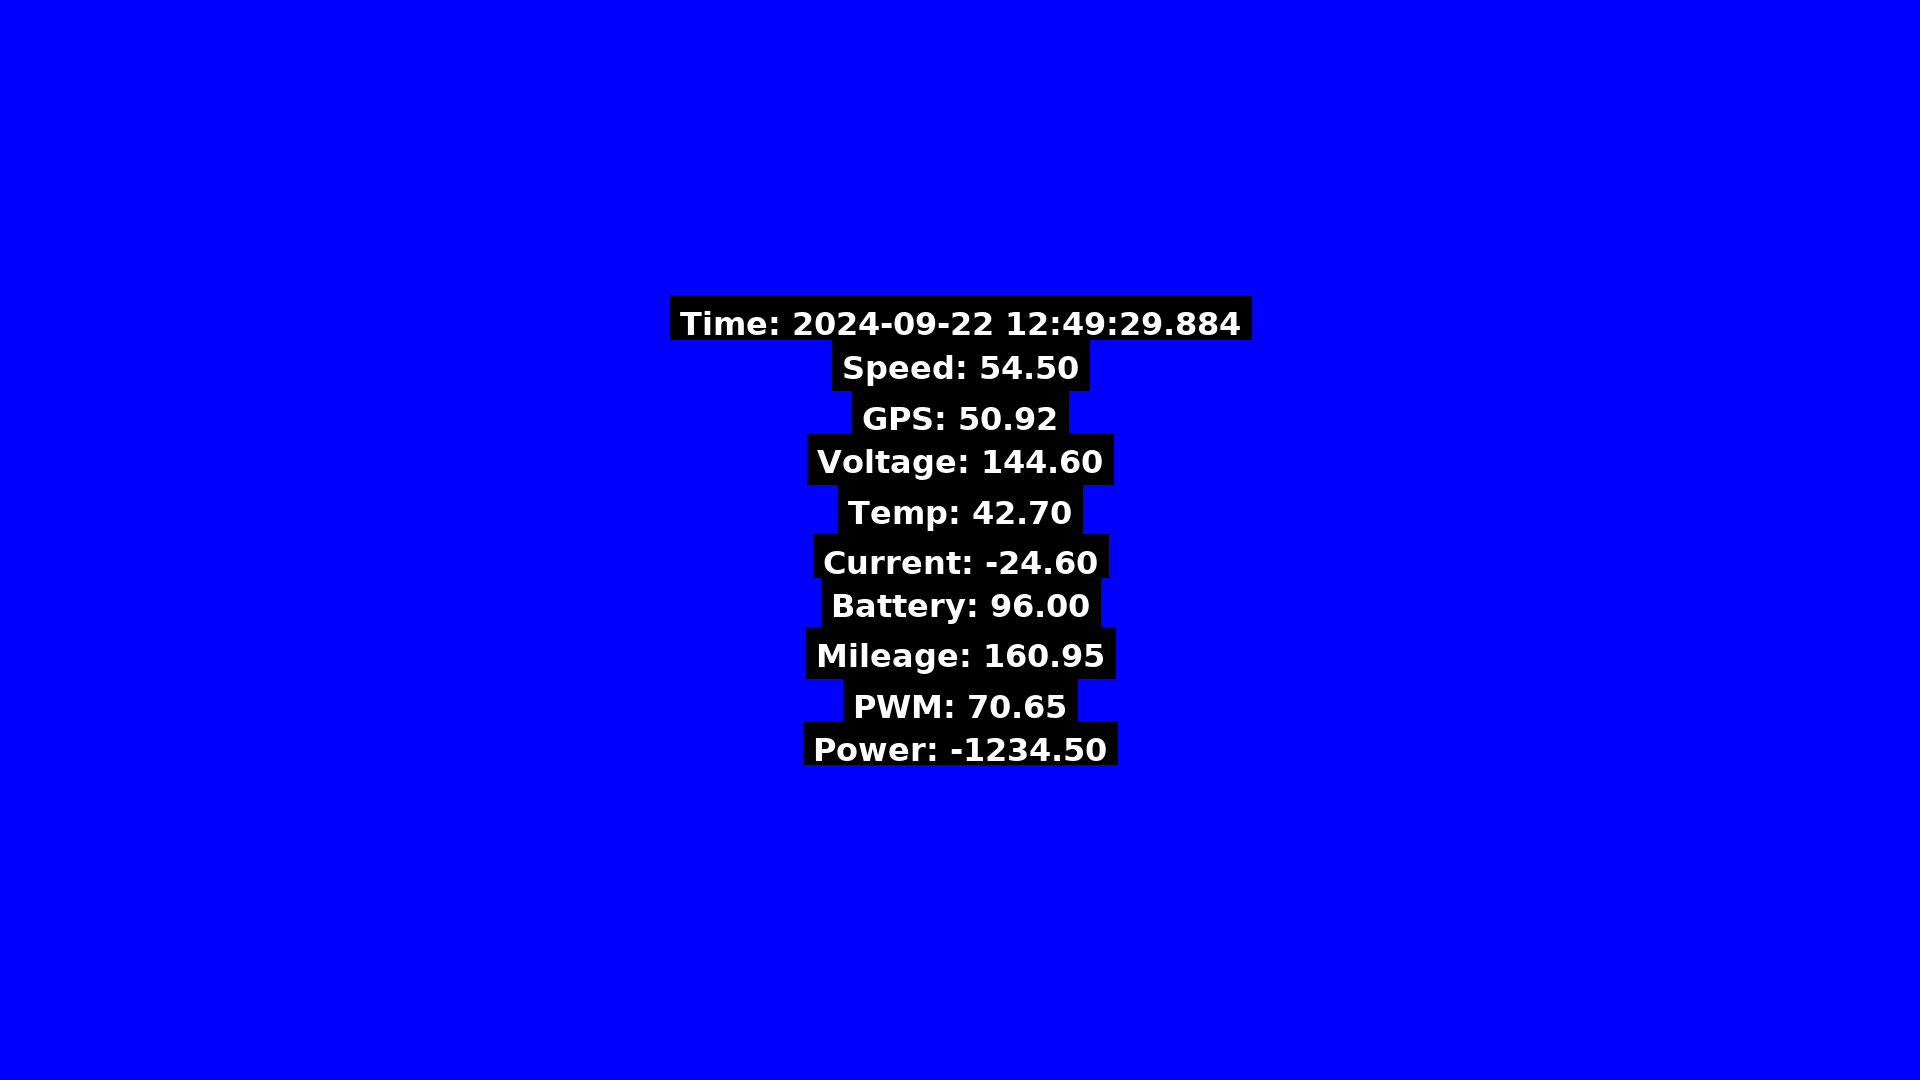 Time: 2024-09-22 12:49:29.884
Speed: 54.50
GPS: 50.92
Voltage: 144.60
Temp: 42.70
Current: -24.60
Battery: 96.00
Mileage: 160.95
PWM: 70.65
Power: -1234.50